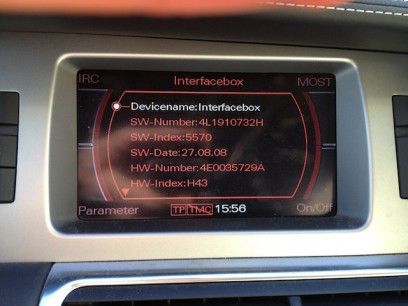 IRC Interfacebox MOST
Devicename:Interfacebox
SW-Number:4L1910732H
SW-Index:5570
SW-Date:27.08.08
HW-Number:4E0035729A
HW-Index:H43
Parameter TP TMC 15:56 On/Off